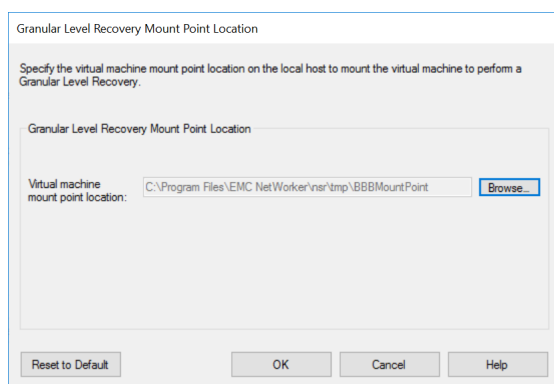 Granular Level Recovery Mount Point Location
Specify the virtual machine mount point location on the local host to mount the virtual machine to perform a
Granular Level Recovery.
Granular Level Recovery Mount Point Location
Virtual machine
mount point location:
C:\Program Files\EMC NetWorker\nsr\tmp\BBBMountPoint
Browse...
Reset to Default
OK
Cancel
Help